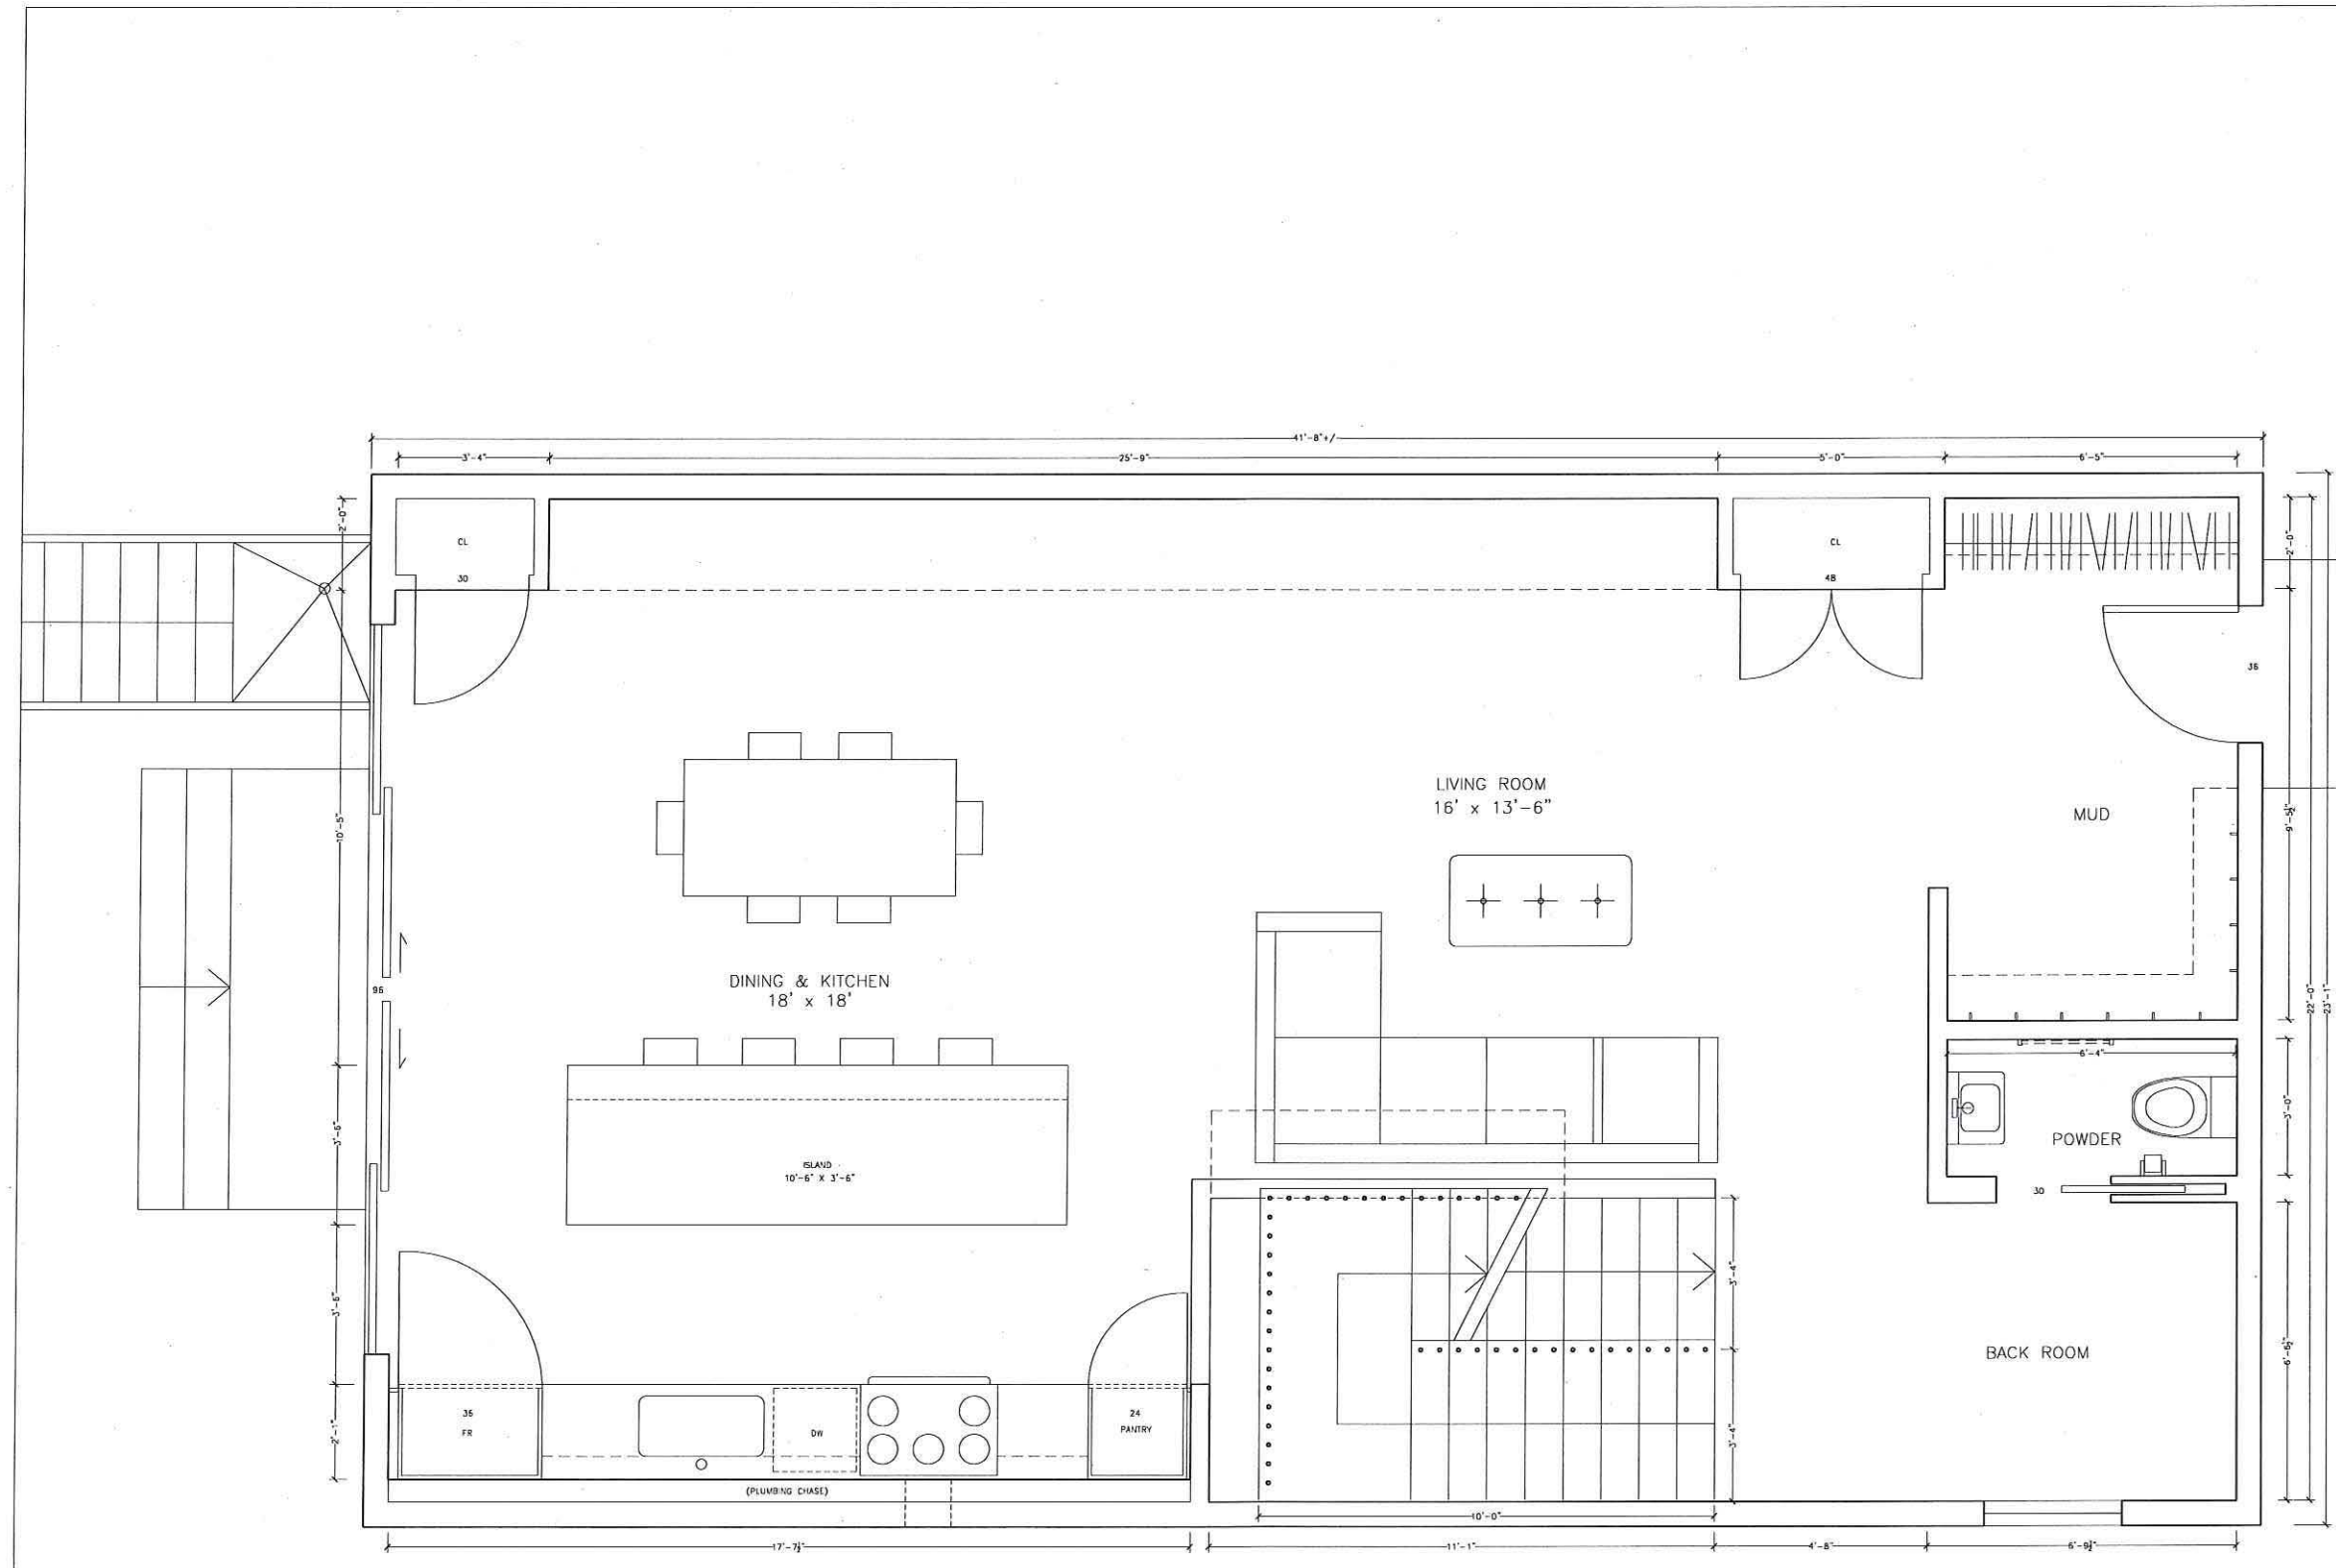 41'-8"+/
3'-4"
25'-9"
5'-0"
6'-5"
2'-0"
CL
30
CL
48
2'-0"
36
LIVING ROOM
16' x 13'-6"
MUD
10'-5"
9'-5½"
DINING & KITCHEN
18' x 18'
96
22'-0"
23'-1"
6'-4"
3'-0"
POWDER
3'-6"
ISLAND
10'-6" X 3'-6"
30
3'-6"
3'-4"
BACK ROOM
6'-6½"
2'-1"
36
FR
DW
24
PANTRY
3'-4"
(PLUMBING CHASE)
10'-0"
17'-7½"
11'-1"
4'-8"
6'-9½"